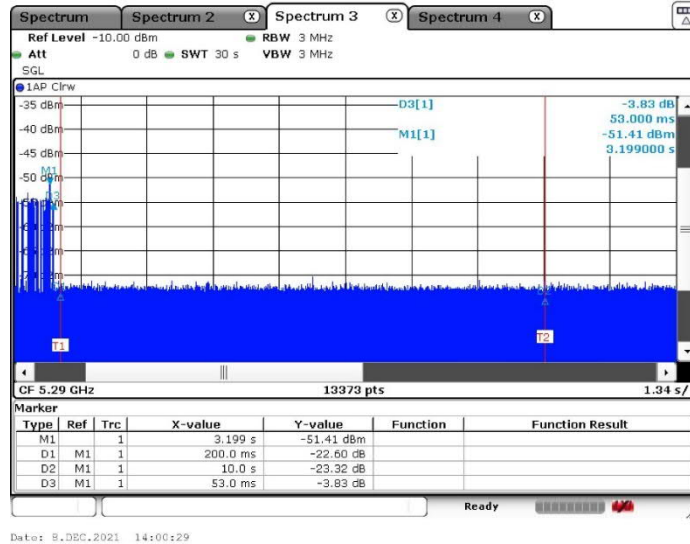 Spectrum Spectrum 2 X Spectrum 3 X Spectrum 4 X
Ref Level -10.00 dBm RBW 3 MHz
Att 0 dB SWT 30 s VBW 3 MHz
SGL
1AP Clrw
-35 dBm D3[1] -3.83 dB
53.000 ms
-40 dBm M1[1] -51.41 dBm
3.199000 s
-45 dBm
M1
-50 dBm
D3
T1 T2
CF 5.29 GHz 13373 pts 1.34 s/
Marker
Type Ref Trc X-value Y-value Function Function Result
M1 1 3.199 s -51.41 dBm
D1 M1 1 200.0 ms -22.60 dB
D2 M1 1 10.0 s -23.32 dB
D3 M1 1 53.0 ms -3.83 dB
Ready
Date: 8.DEC.2021 14:00:29